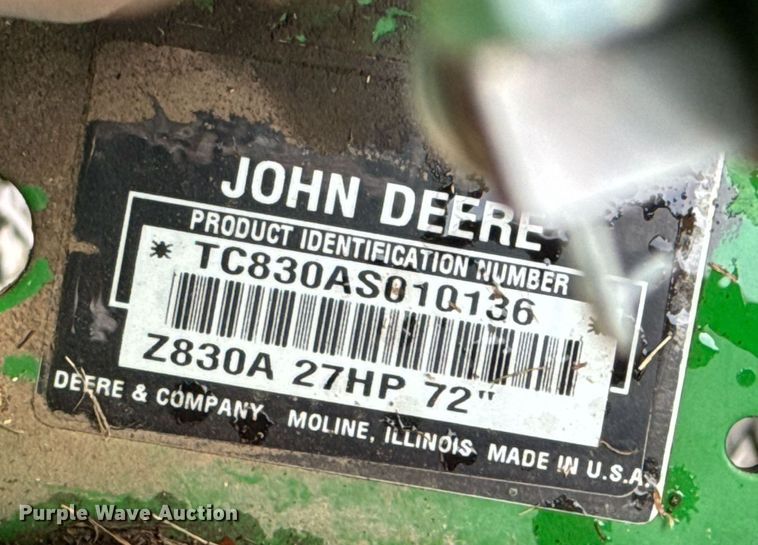 JOHN DEERE
PRODUCT IDENTIFICATION NUMBER
* TC830AS010136 *
Z830A 27HP 72"
DEERE & COMPANY MOLINE, ILLINOIS MADE IN U.S.A.
Purple Wave Auction